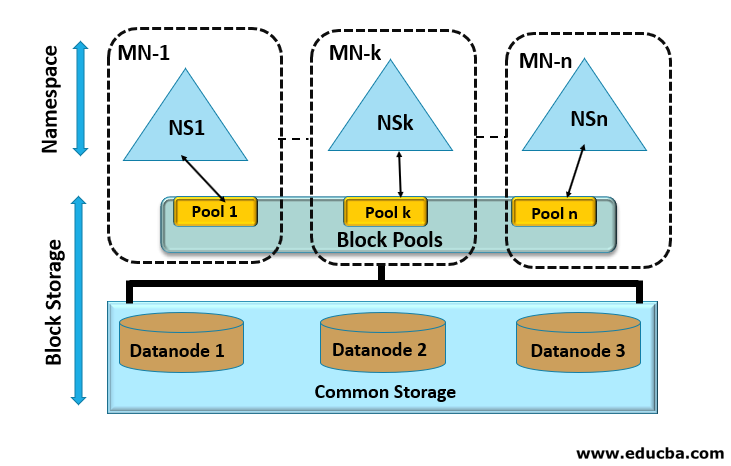 Namespace
MN-1
MN-k
MN-n
NS1
NSk
NSn
Block Storage
Pool 1
Pool k
Pool n
Block Pools
Datanode 1
Datanode 2
Datanode 3
Common Storage
www.educba.com